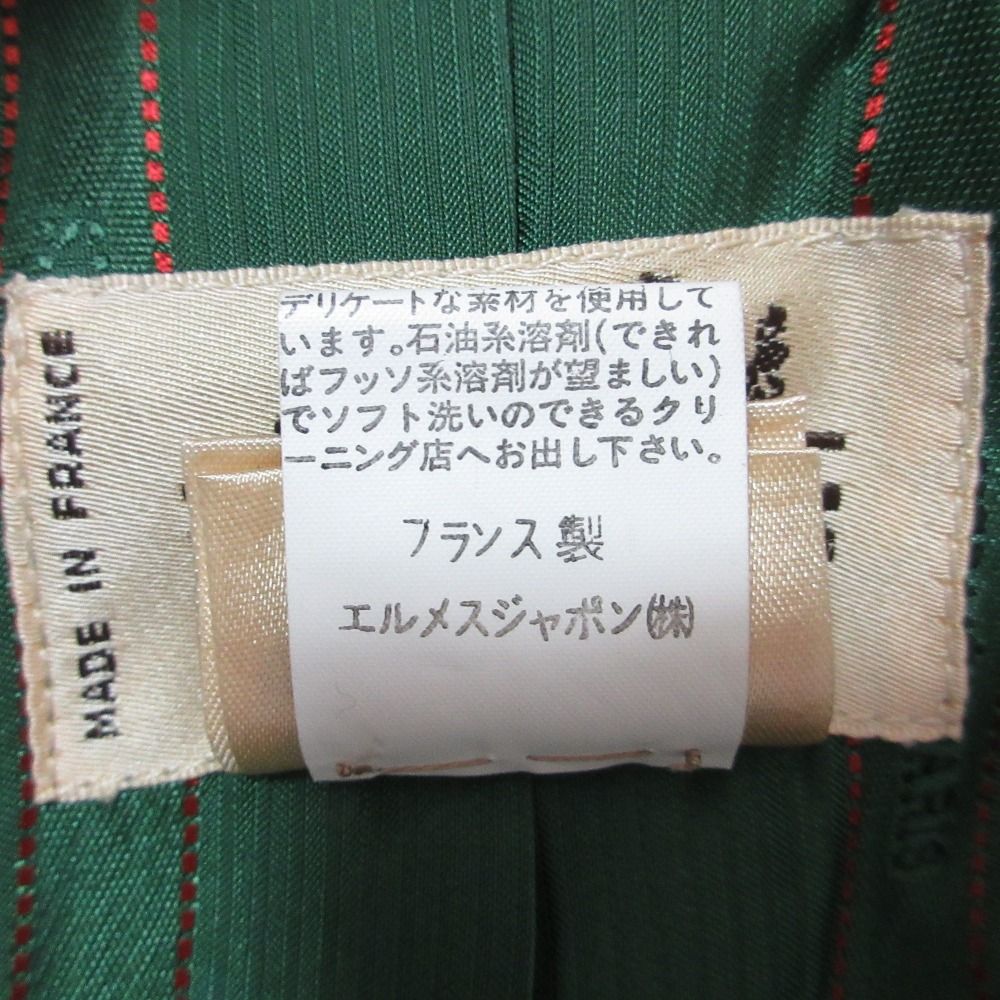 デリケートな素材を使用して
います。石油系溶剤(できれ
ばフッソ系溶剤が望ましい)
でソフト洗いのできるクリ
ーニング店へお出し下さい。
フランス製
エルメスジャポン(株)
MADE IN FRANCE